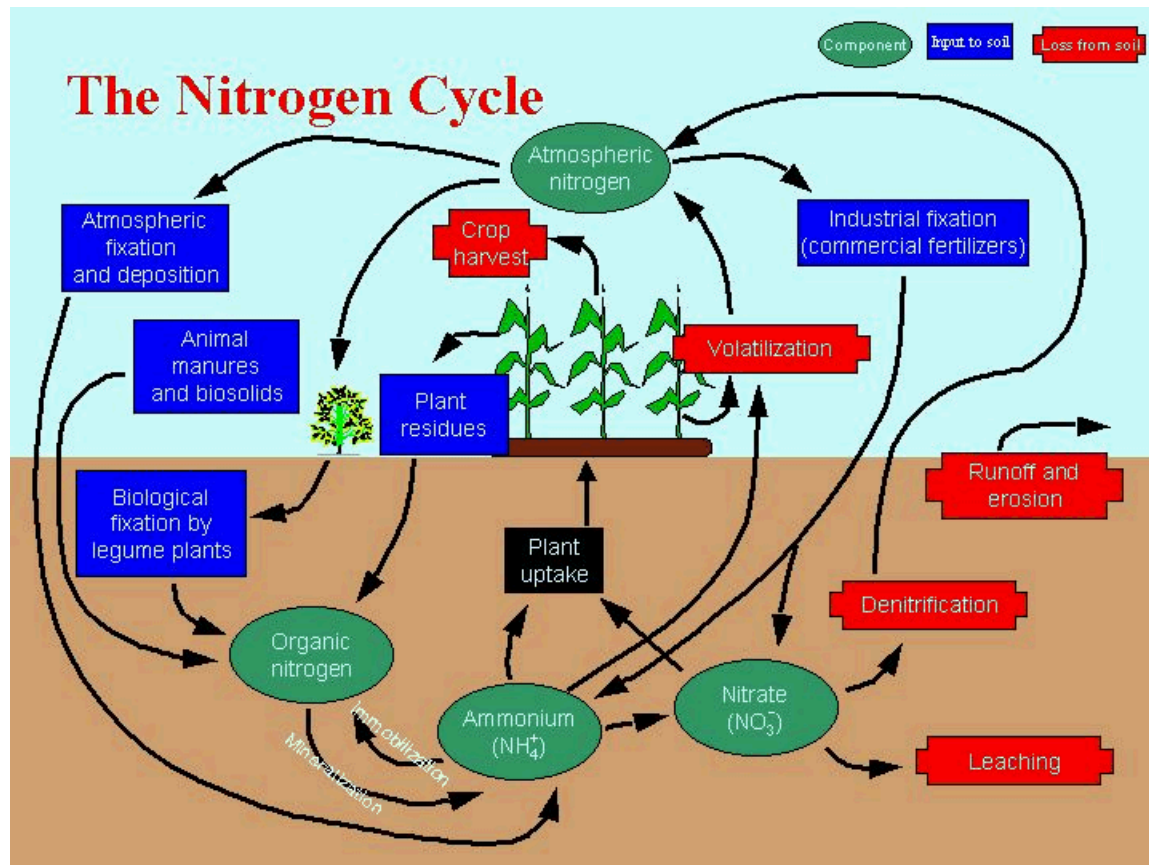 Component
Input to soil
Loss from soil
The Nitrogen Cycle
Atmospheric
nitrogen
Atmospheric
fixation
and deposition
Crop
harvest
Industrial fixation
(commercial fertilizers)
Animal
manures
and biosolids
Volatilization
Plant
residues
Runoff and
erosion
Biological
fixation by
legume plants
Plant
uptake
Denitrification
Organic
nitrogen
Immobilization
Mineralization
Ammonium
(NH₄⁺)
Nitrate
(NO₃⁻)
Leaching